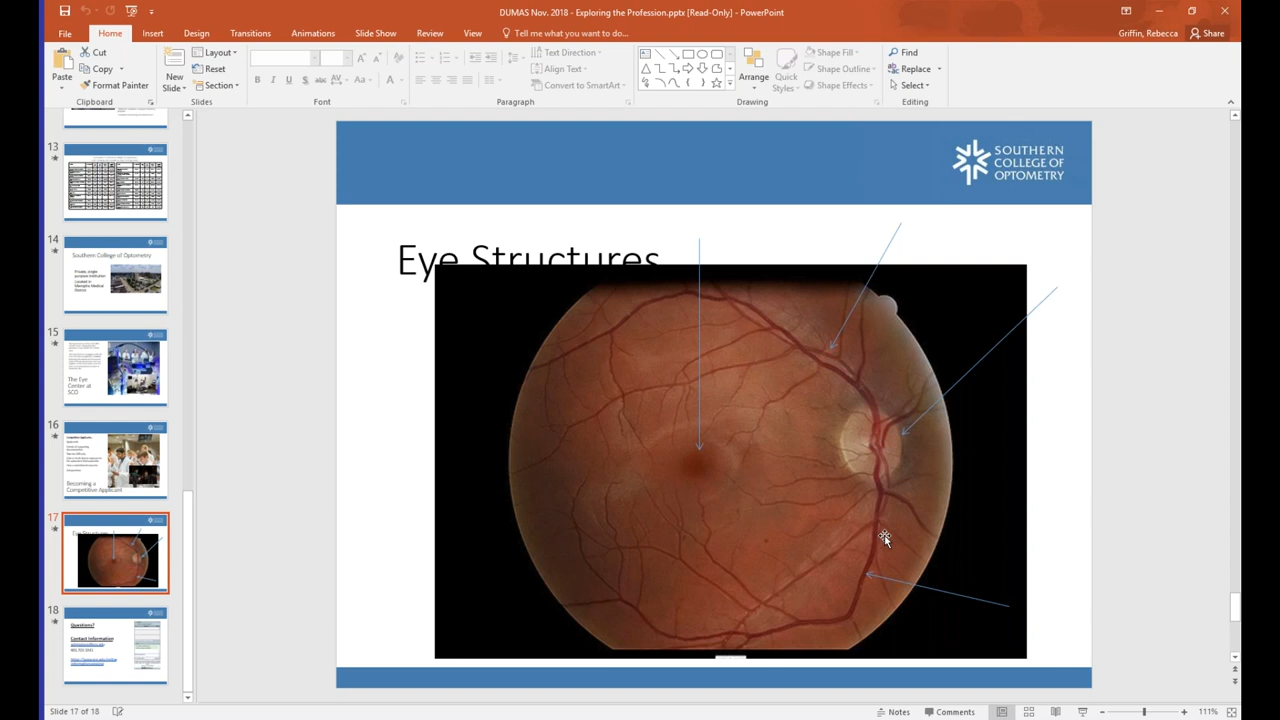 DUMAS Nov. 2018 - Exploring the Profession.pptx [Read-Only] - PowerPoint
Griffin, Rebecca
Share
File
Home
Insert
Design
Transitions
Animations
Slide Show
Review
View
Tell me what you want to do...
Paste
Cut
Copy
Format Painter
Clipboard
New
Slide
Layout
Reset
Section
Slides
Font
Text Direction
Align Text
Convert to SmartArt
Paragraph
Arrange
Quick
Styles
Shape Fill
Shape Outline
Shape Effects
Drawing
Find
Replace
Select
Editing
13
14
Southern College of Optometry
15
The Eye
Center at
SCO
16
Becoming a
Competitive Applicant
17
18
Questions?
Contact Information
SOUTHERN
COLLEGE OF
OPTOMETRY
Eye Structures
Slide 17 of 18
Notes
Comments
111%